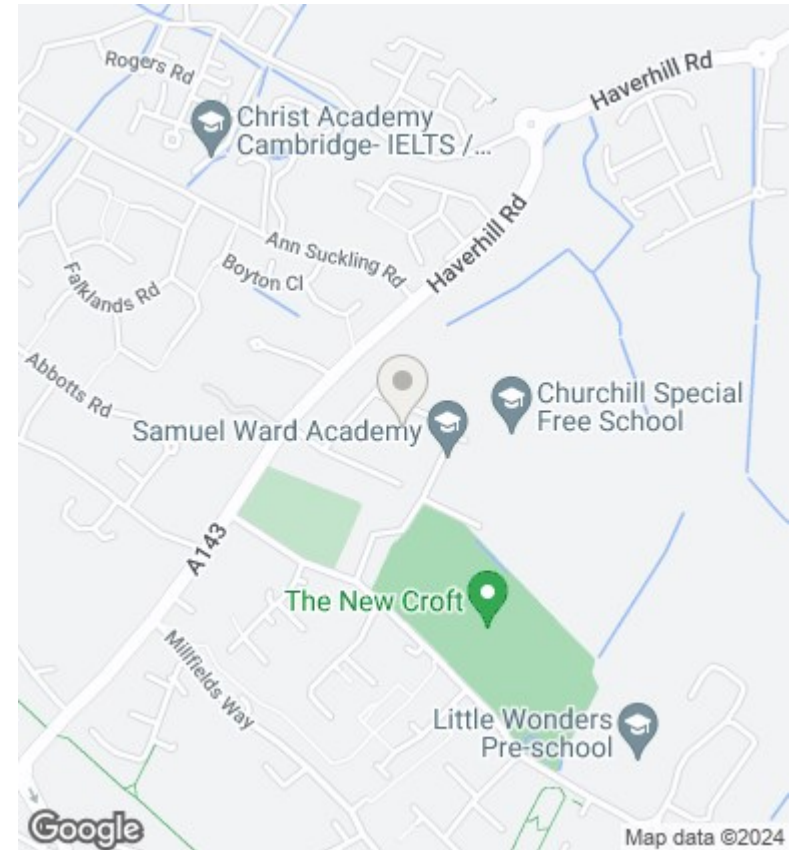 Rogers Rd
Haverhill Rd
Christ Academy
Cambridge- IELTS /...
Ann Suckling Rd
Haverhill Rd
Boyton Cl
Falklands Rd
Abbotts Rd
Churchill Special
Free School
Samuel Ward Academy
A143
The New Croft
Millfields Way
Little Wonders
Pre-school
Google
Map data ©2024